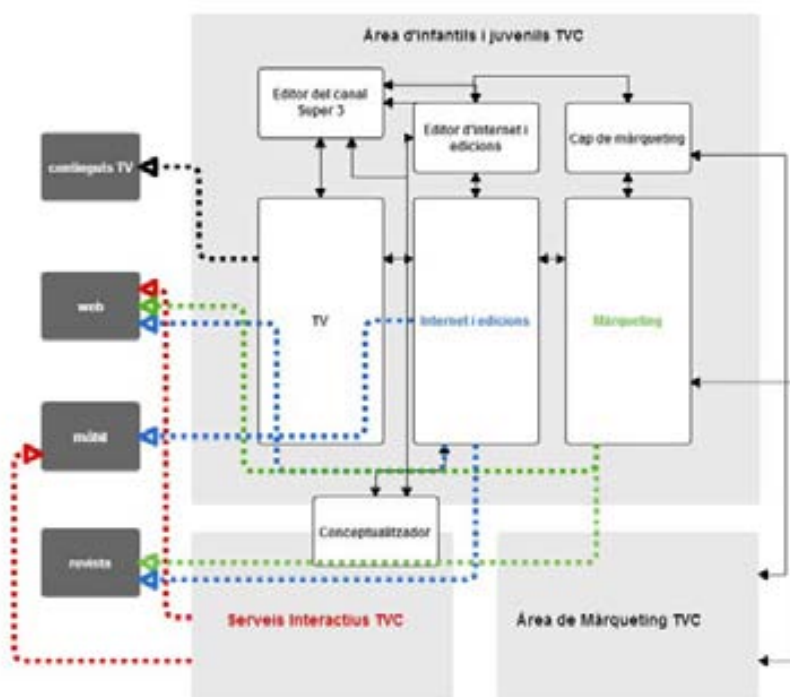 Àrea d'infantils i juvenils TVC
Editor del canal
Super 3
Editor d'internet i
edicions
Cap de màrqueting
continguts TV
web
mòbil
revista
TV
Internet i edicions
Màrqueting
Conceptualitzador
Serveis Interactius TVC
Àrea de Màrqueting TVC